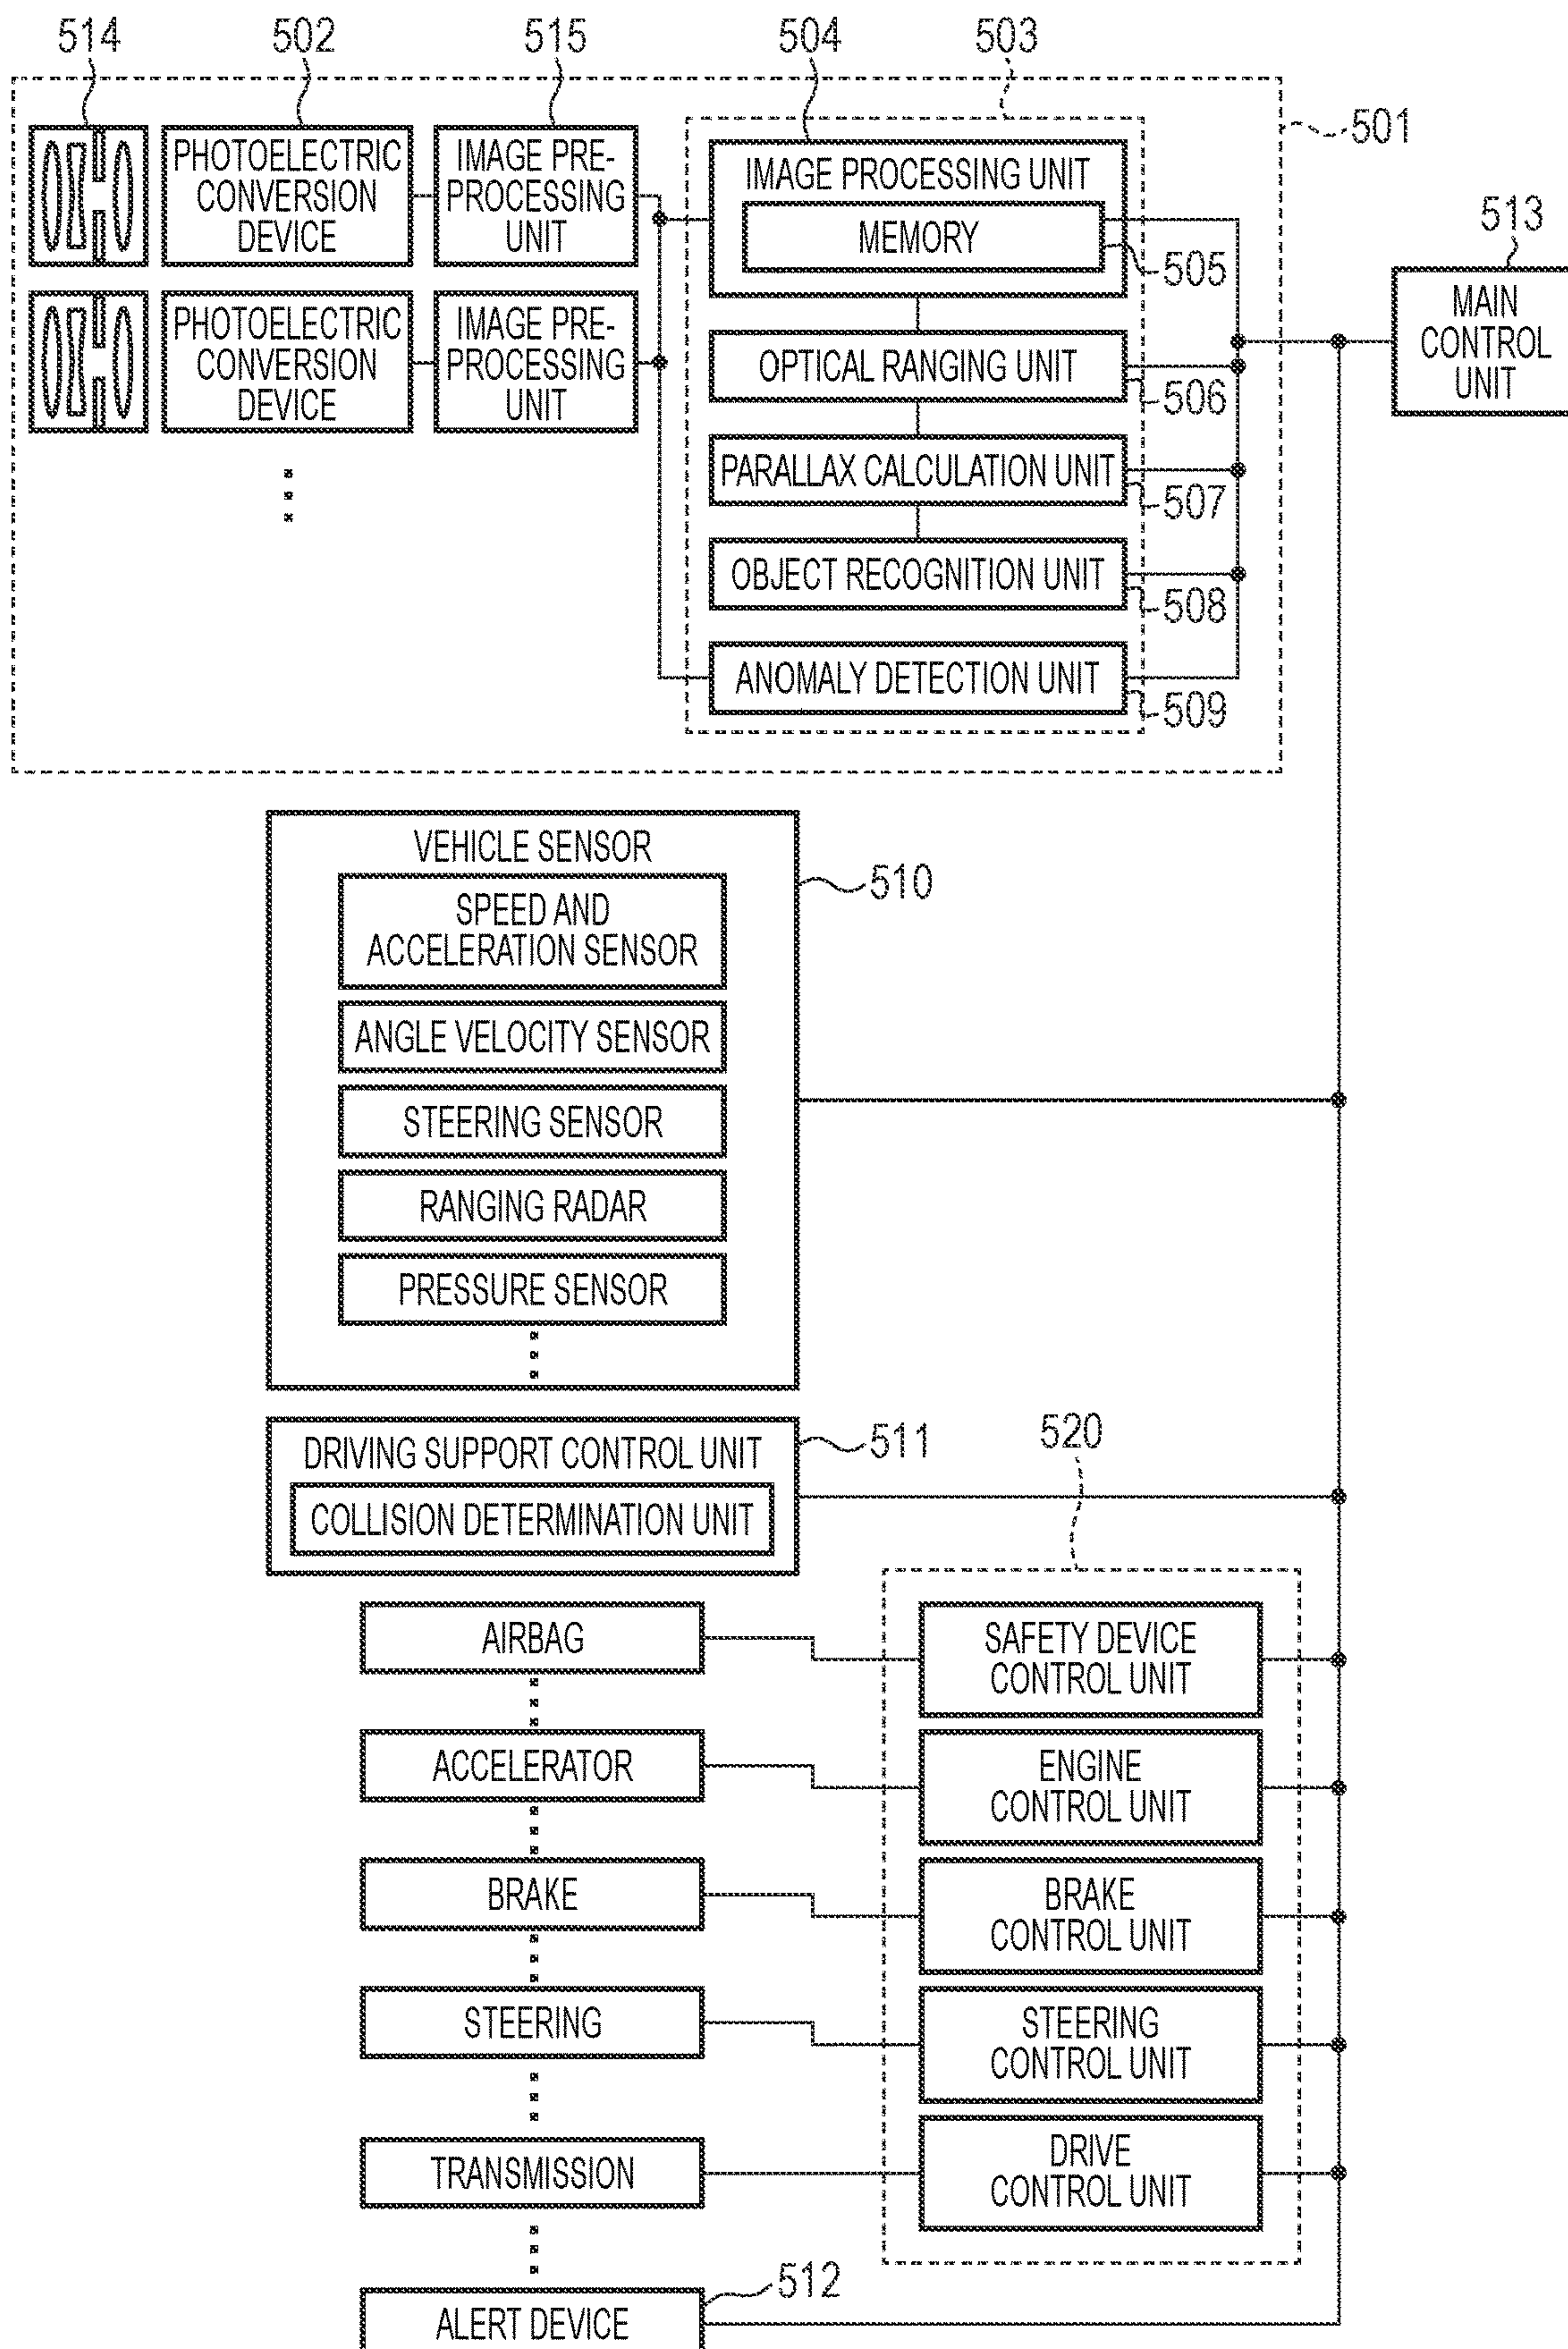 514
502
515
504
503
501
PHOTOELECTRIC
CONVERSION
DEVICE
IMAGE PRE-
PROCESSING
UNIT
IMAGE PROCESSING UNIT
MEMORY
505
513
MAIN
CONTROL
UNIT
PHOTOELECTRIC
CONVERSION
DEVICE
IMAGE PRE-
PROCESSING
UNIT
OPTICAL RANGING UNIT
506
PARALLAX CALCULATION UNIT
507
OBJECT RECOGNITION UNIT
508
ANOMALY DETECTION UNIT
509
VEHICLE SENSOR
510
SPEED AND
ACCELERATION SENSOR
ANGLE VELOCITY SENSOR
STEERING SENSOR
RANGING RADAR
PRESSURE SENSOR
DRIVING SUPPORT CONTROL UNIT
511
COLLISION DETERMINATION UNIT
520
AIRBAG
SAFETY DEVICE
CONTROL UNIT
ACCELERATOR
ENGINE
CONTROL UNIT
BRAKE
BRAKE
CONTROL UNIT
STEERING
STEERING
CONTROL UNIT
TRANSMISSION
DRIVE
CONTROL UNIT
512
ALERT DEVICE